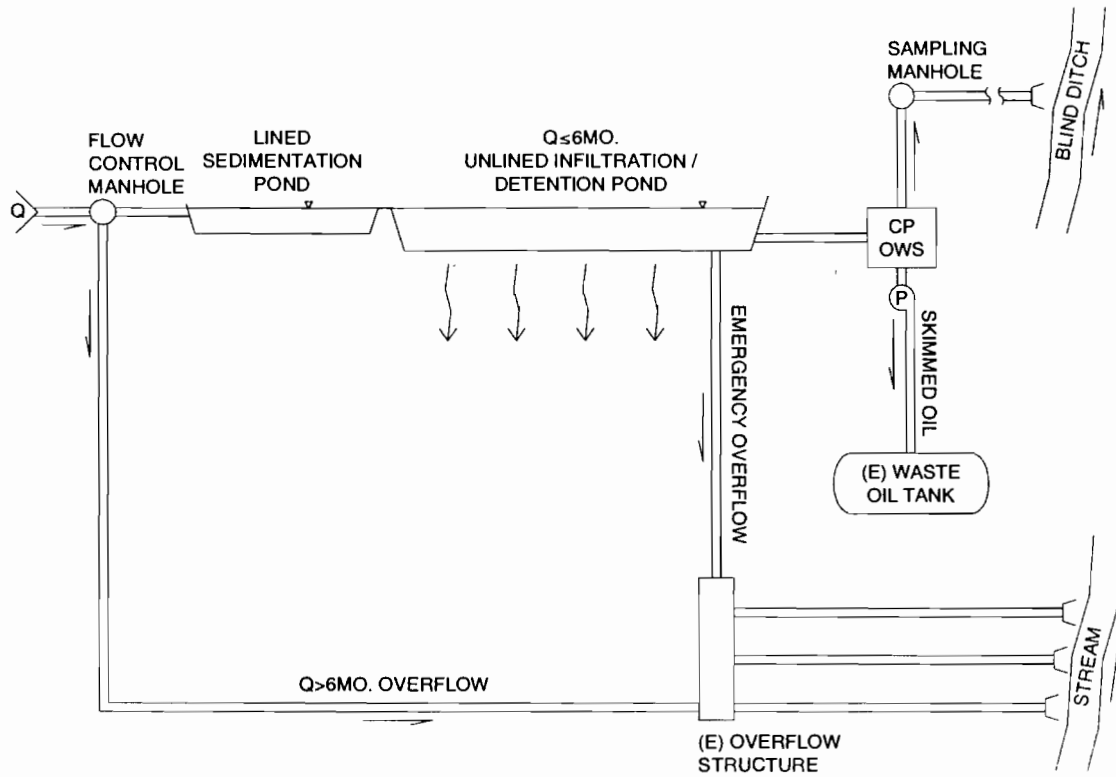 SAMPLING
MANHOLE
BLIND DITCH
FLOW
CONTROL
MANHOLE
LINED
SEDIMENTATION
POND
Q≤6MO.
UNLINED INFILTRATION /
DETENTION POND
Q
CP
OWS
P
SKIMMED OIL
EMERGENCY OVERFLOW
(E) WASTE
OIL TANK
STREAM
Q>6MO. OVERFLOW
(E) OVERFLOW
STRUCTURE